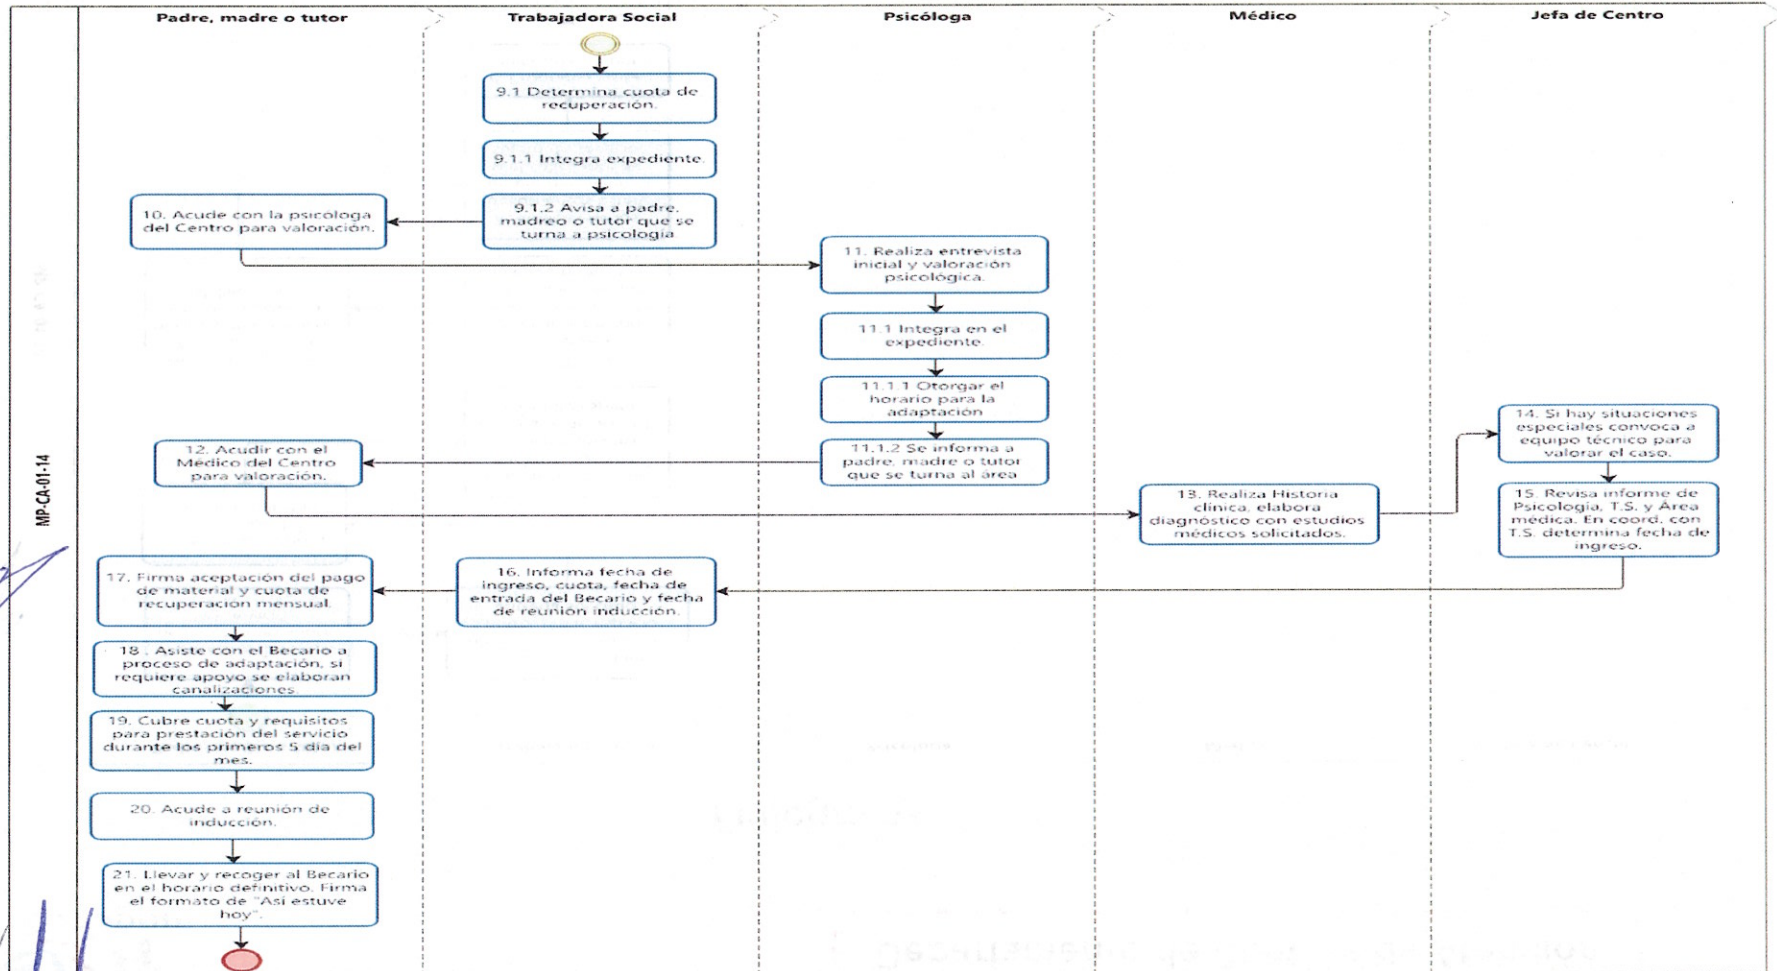 Padre, madre o tutor
Trabajadora Social
Psicóloga
Médico
Jefa de Centro
MP-CA-01-14
9.1 Determina cuota de
recuperación.
9.1.1 Integra expediente.
9.1.2 Avisa a padre,
madreo o tutor que se
turna a psicología
10. Acude con la psicóloga
del Centro para valoración.
11. Realiza entrevista
inicial y valoración
psicológica.
11.1 Integra en el
expediente.
11.1.1 Otorgar el
horario para la
adaptación
11.1.2 Se informa a
padre, madre o tutor
que se turna al área
12. Acudir con el
Médico del Centro
para valoración.
13. Realiza Historia
clínica, elabora
diagnóstico con estudios
médicos solicitados.
14. Si hay situaciones
especiales convoca a
equipo técnico para
valorar el caso.
15. Revisa informe de
Psicología, T.S. y Área
médica. En coord. con
T.S. determina fecha de
ingreso.
16. Informa fecha de
ingreso, cuota, fecha de
entrada del Becario y fecha
de reunión inducción.
17. Firma aceptación del pago
de material y cuota de
recuperación mensual.
18 . Asiste con el Becario a
proceso de adaptación, si
requiere apoyo se elaboran
canalizaciones.
19. Cubre cuota y requisitos
para prestación del servicio
durante los primeros 5 día del
mes.
20. Acude a reunión de
inducción.
21. Llevar y recoger al Becario
en el horario definitivo. Firma
el formato de "Asi estuve
hoy".